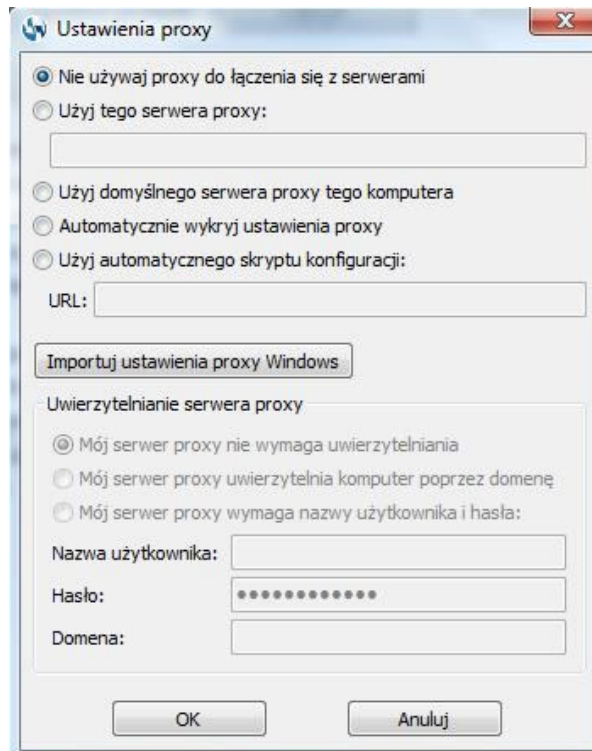 Ustawienia proxy
Nie używaj proxy do łączenia się z serwerami
Użyj tego serwera proxy:
Użyj domyślnego serwera proxy tego komputera
Automatycznie wykryj ustawienia proxy
Użyj automatycznego skryptu konfiguracji:
URL:
Importuj ustawienia proxy Windows
Uwierzytelnianie serwera proxy
Mój serwer proxy nie wymaga uwierzytelniania
Mój serwer proxy uwierzytelnia komputer poprzez domenę
Mój serwer proxy wymaga nazwy użytkownika i hasła:
Nazwa użytkownika:
Hasło: ••••••••••••
Domena:
OK Anuluj